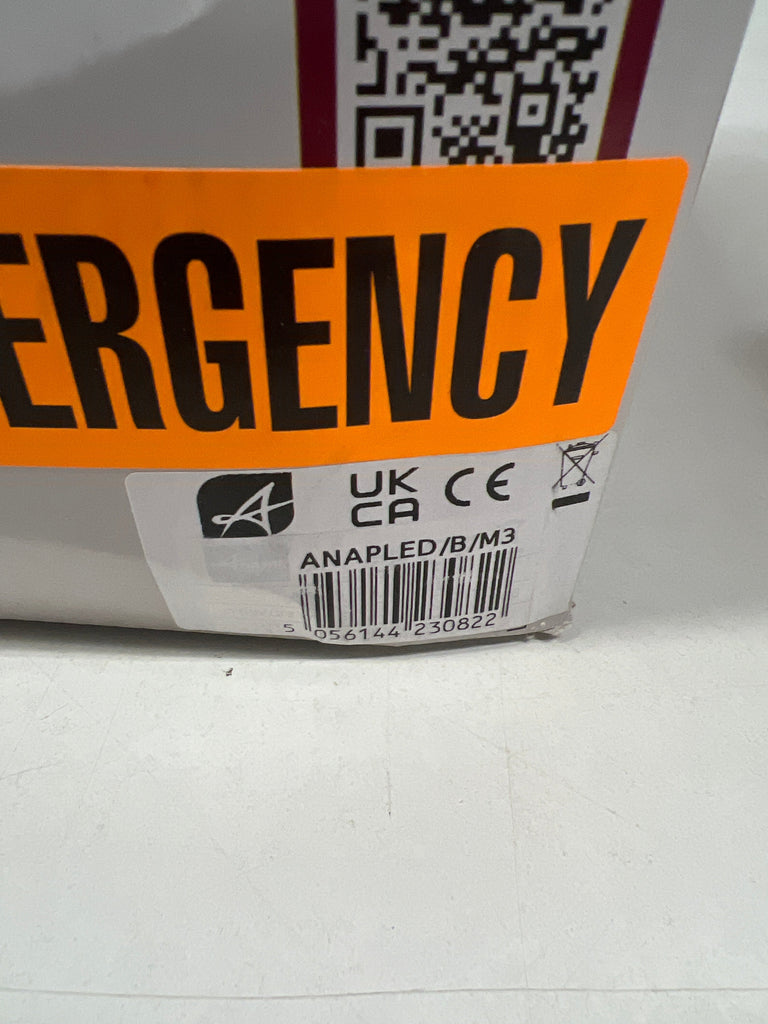 ERGENCY
UK
CA CE
ANAPLED/B/M3
5 056144 230822